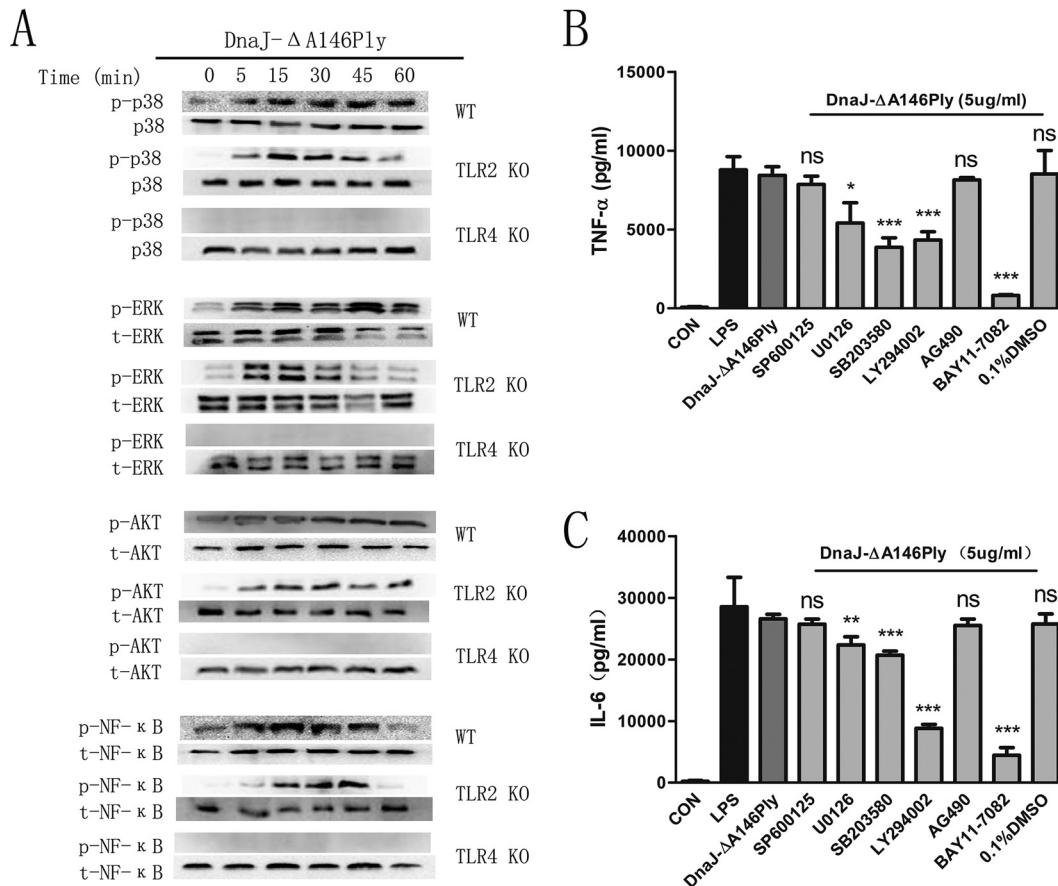 A
DnaJ-ΔA146Ply
Time (min) 0 5 15 30 45 60
p-p38
WT
p38
p-p38
TLR2 KO
p38
p-p38
TLR4 KO
p38
p-ERK
WT
t-ERK
p-ERK
TLR2 KO
t-ERK
p-ERK
TLR4 KO
t-ERK
p-AKT
WT
t-AKT
p-AKT
TLR2 KO
t-AKT
p-AKT
TLR4 KO
t-AKT
p-NF-κB
WT
t-NF-κB
p-NF-κB
TLR2 KO
t-NF-κB
p-NF-κB
TLR4 KO
t-NF-κB
B
15000
10000
5000
0
TNF-α (pg/ml)
DnaJ-ΔA146Ply (5ug/ml)
ns
*
***
***
ns
***
ns
CON
LPS
DnaJ-ΔA146Ply
SP600125
U0126
SB203580
LY294002
AG490
BAY11-7082
0.1%DMSO
C
40000
30000
20000
10000
0
IL-6 (pg/ml)
DnaJ-ΔA146Ply （5ug/ml）
ns
**
***
***
ns
***
ns
CON
LPS
DnaJ-ΔA146Ply
SP600125
U0126
SB203580
LY294002
AG490
BAY11-7082
0.1%DMSO